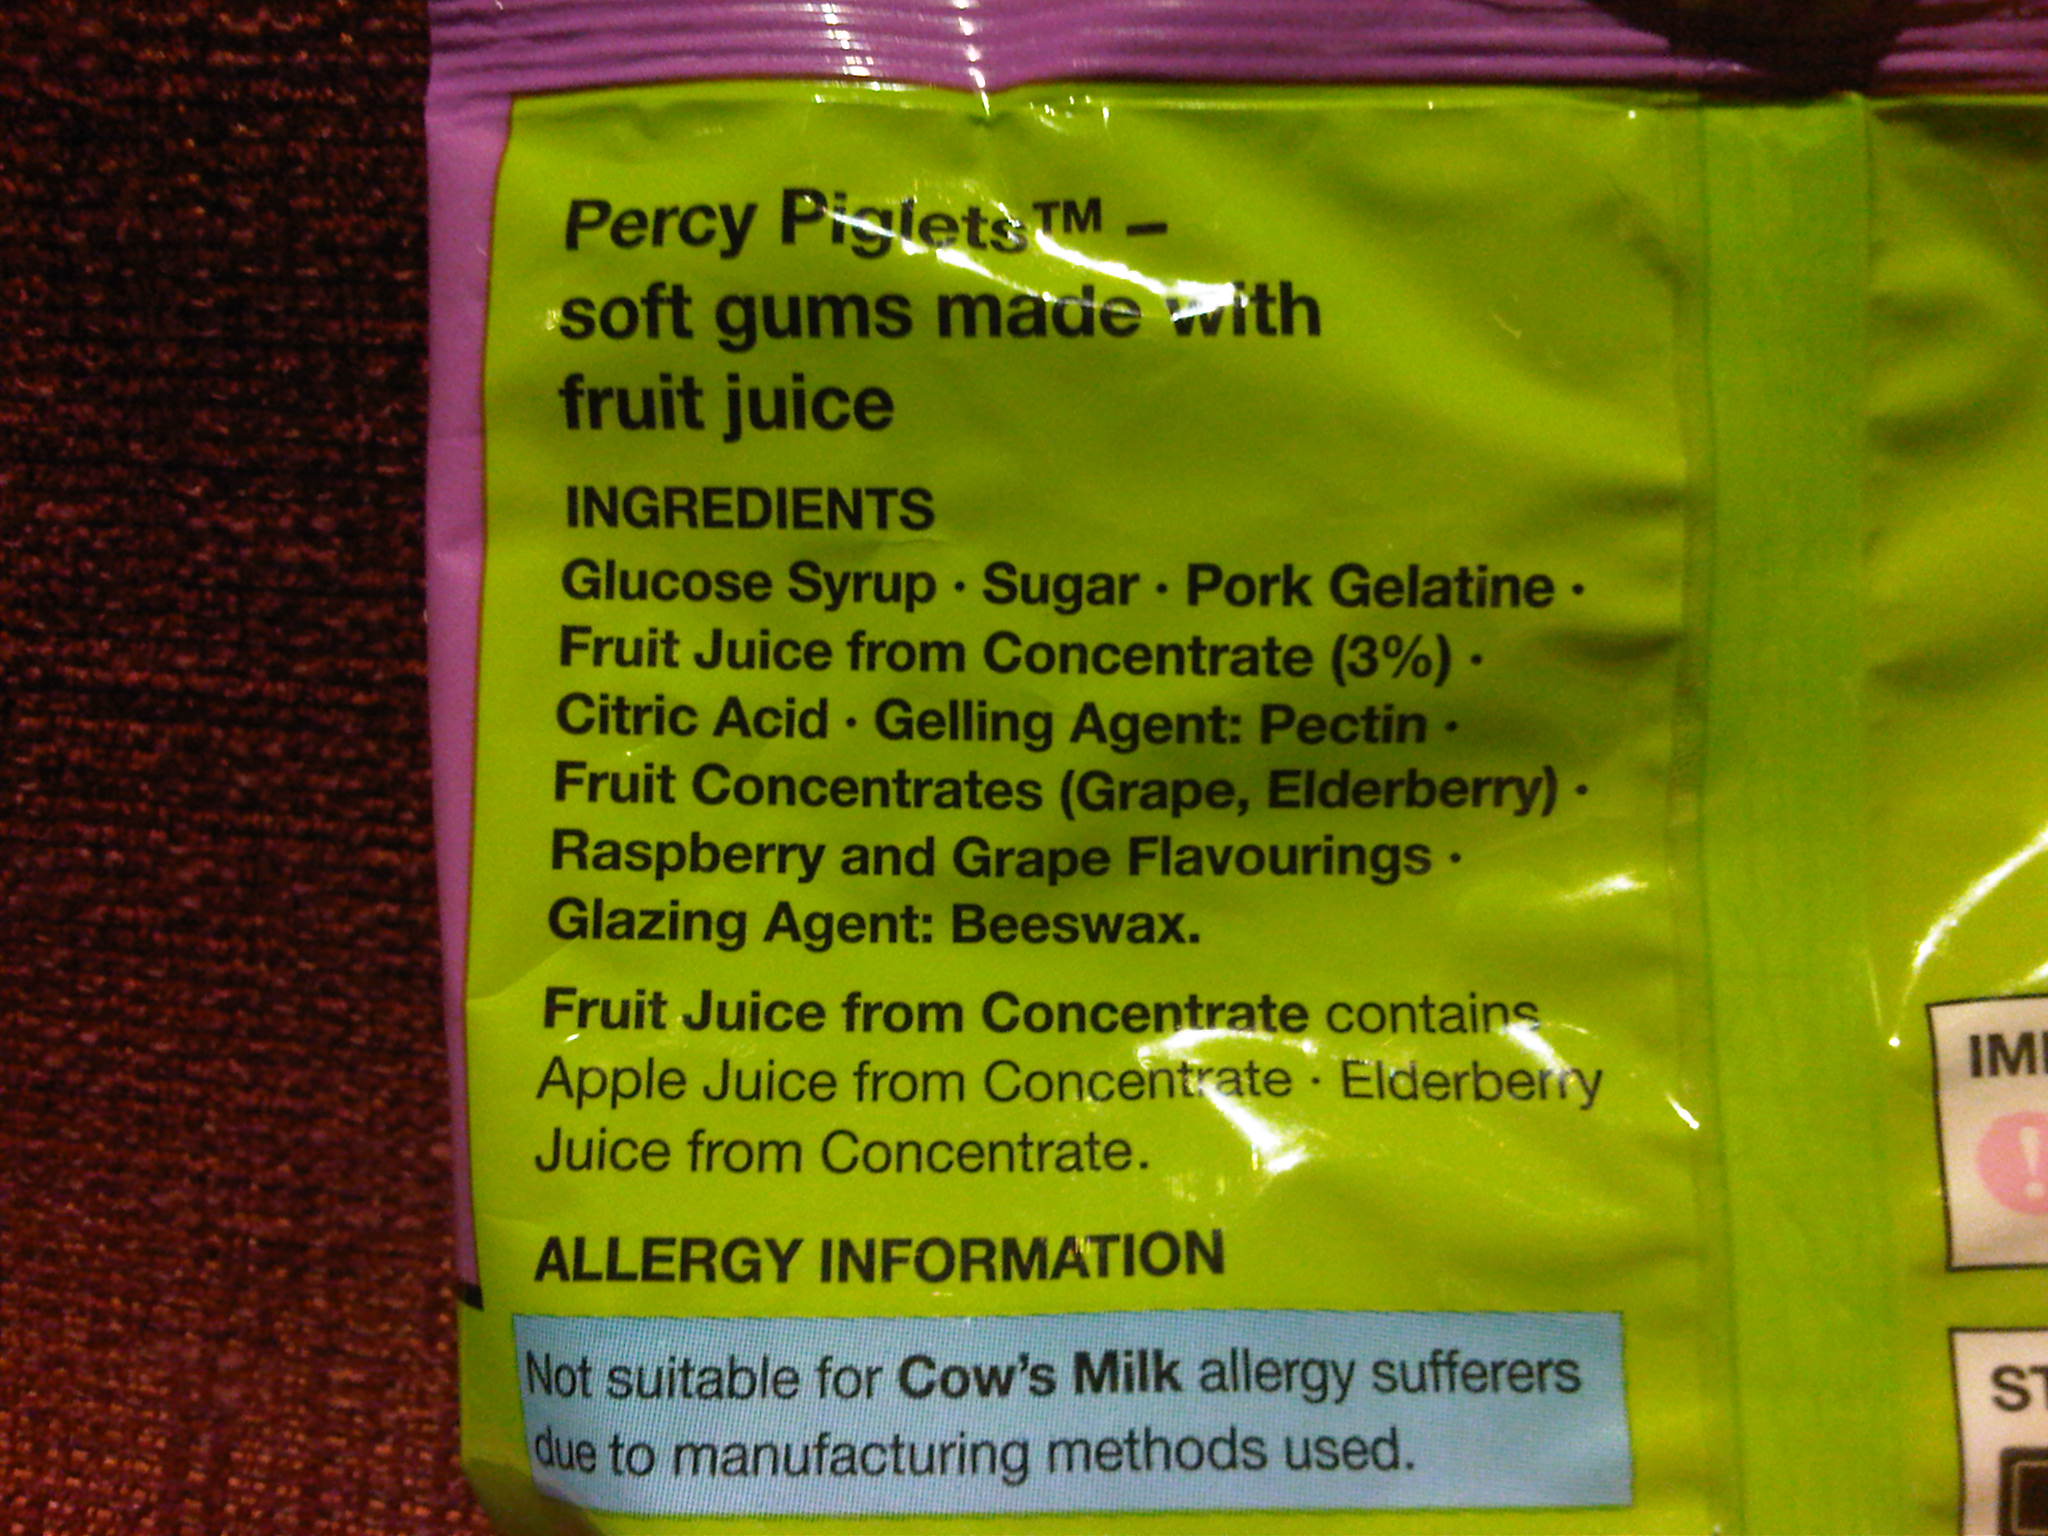 Percy Piglets™ –
soft gums made with
fruit juice
INGREDIENTS
Glucose Syrup · Sugar · Pork Gelatine ·
Fruit Juice from Concentrate (3%) ·
Citric Acid · Gelling Agent: Pectin ·
Fruit Concentrates (Grape, Elderberry) ·
Raspberry and Grape Flavourings ·
Glazing Agent: Beeswax.
Fruit Juice from Concentrate contains
Apple Juice from Concentrate · Elderberry
Juice from Concentrate.
ALLERGY INFORMATION
Not suitable for Cow's Milk allergy sufferers
due to manufacturing methods used.